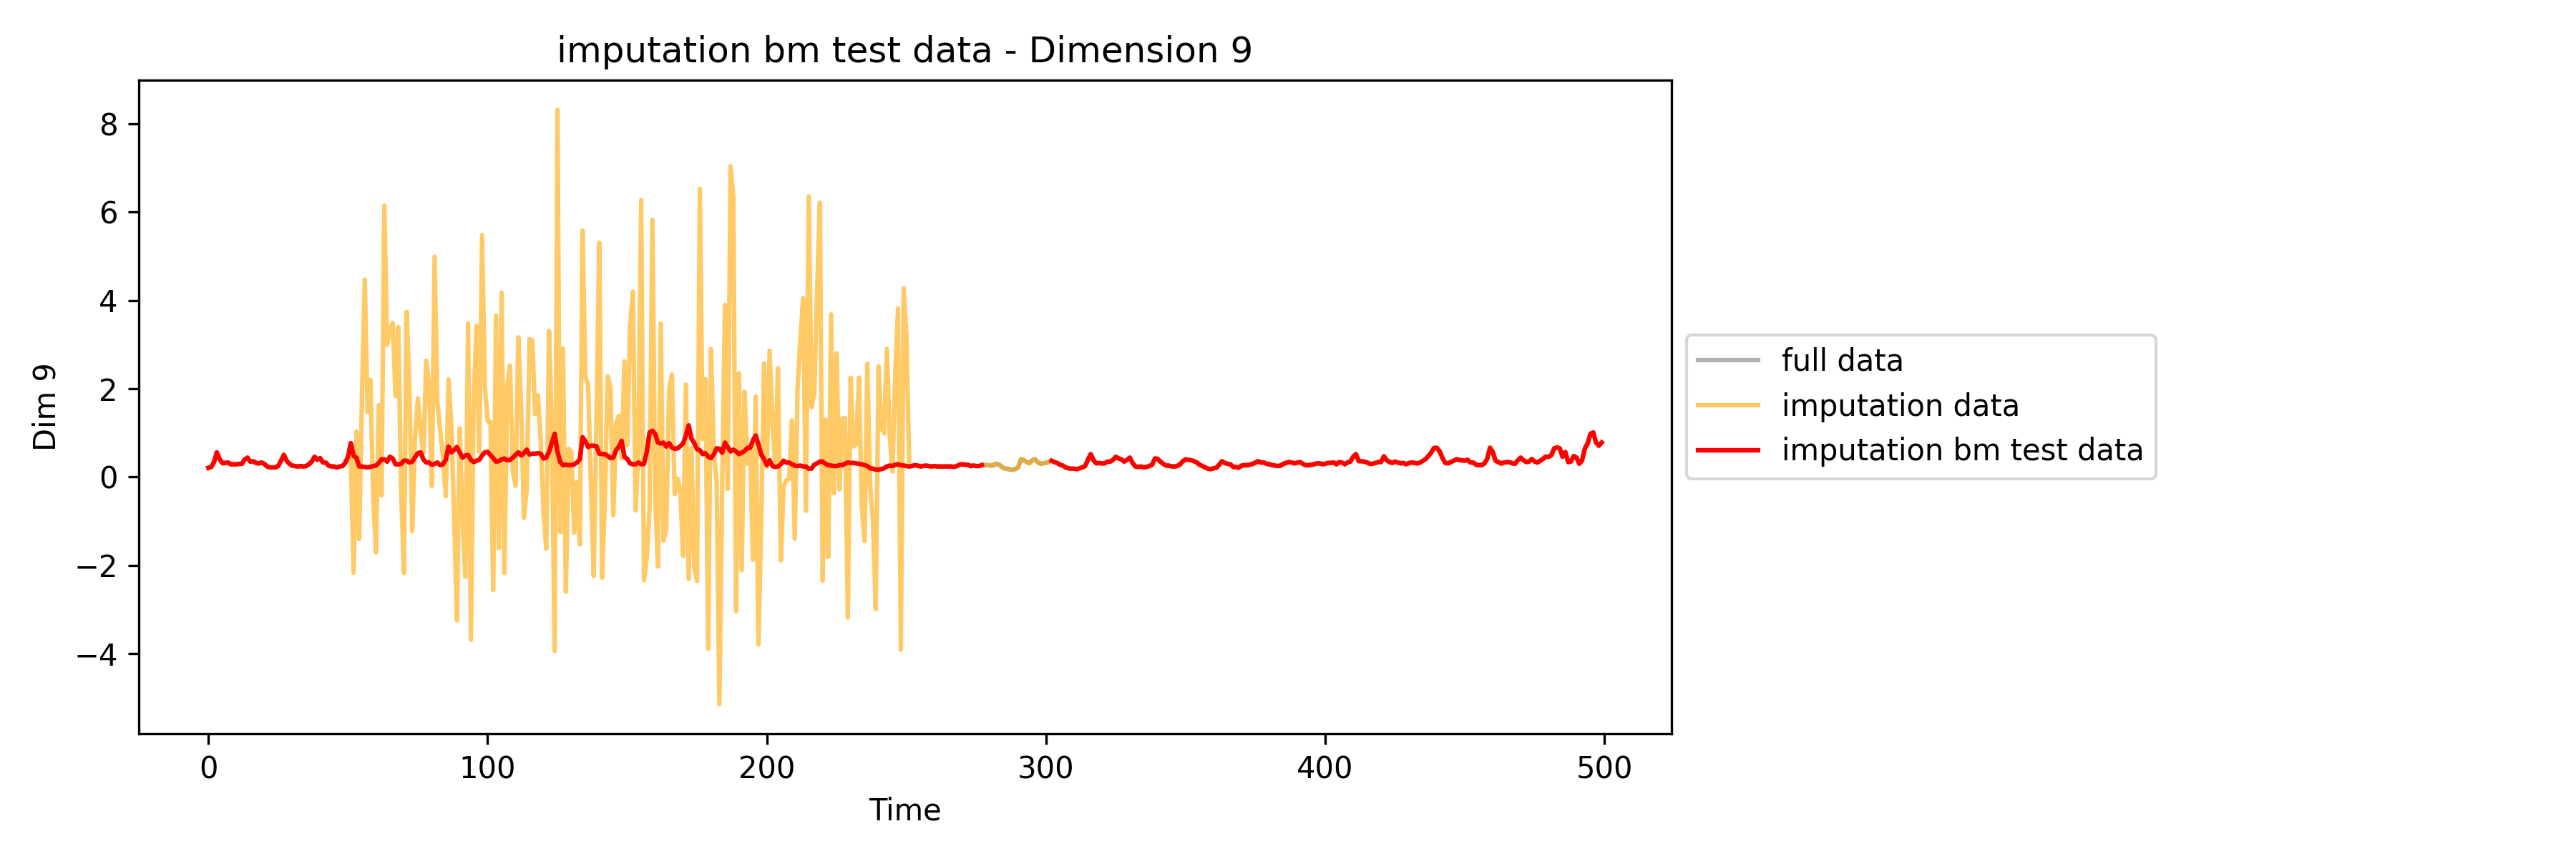 imputation bm test data - Dimension 9
8
6
4
2
0
−2
−4
Dim 9
0 100 200 300 400 500
Time
full data
imputation data
imputation bm test data